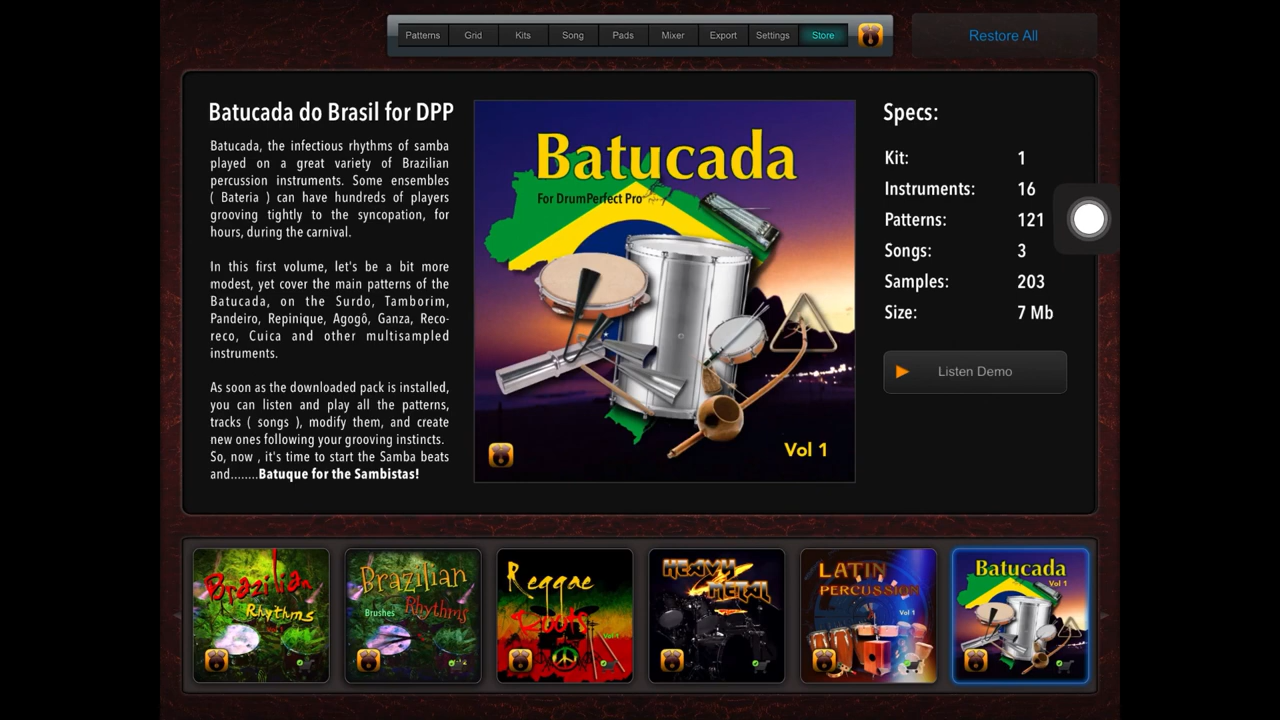 Patterns Grid Kits Song Pads Mixer Export Settings Store
Restore All
Batucada do Brasil for DPP
Batucada, the infectious rhythms of samba
played on a great variety of Brazilian
percussion instruments. Some ensembles
( Bateria ) can have hundreds of players
grooving tightly to the syncopation, for
hours, during the carnival.
In this first volume, let's be a bit more
modest, yet cover the main patterns of the
Batucada, on the Surdo, Tamborim,
Pandeiro, Repinique, Agogô, Ganza, Reco-
reco, Cuica and other multisampled
instruments.
As soon as the downloaded pack is installed,
you can listen and play all the patterns,
tracks ( songs ), modify them, and create
new ones following your grooving instincts.
So, now , it's time to start the Samba beats
and........Batuque for the Sambistas!
Batucada
For DrumPerfect Pro
Vol 1
Specs:
Kit: 1
Instruments: 16
Patterns: 121
Songs: 3
Samples: 203
Size: 7 Mb
Listen Demo
Brazilian
Rhythms
Brazilian
Brushes Rhythms
Reggae
Roots
Vol 1
HEAVY
METAL
LATIN
PERCUSSION
Vol 1
Batucada
Vol 1